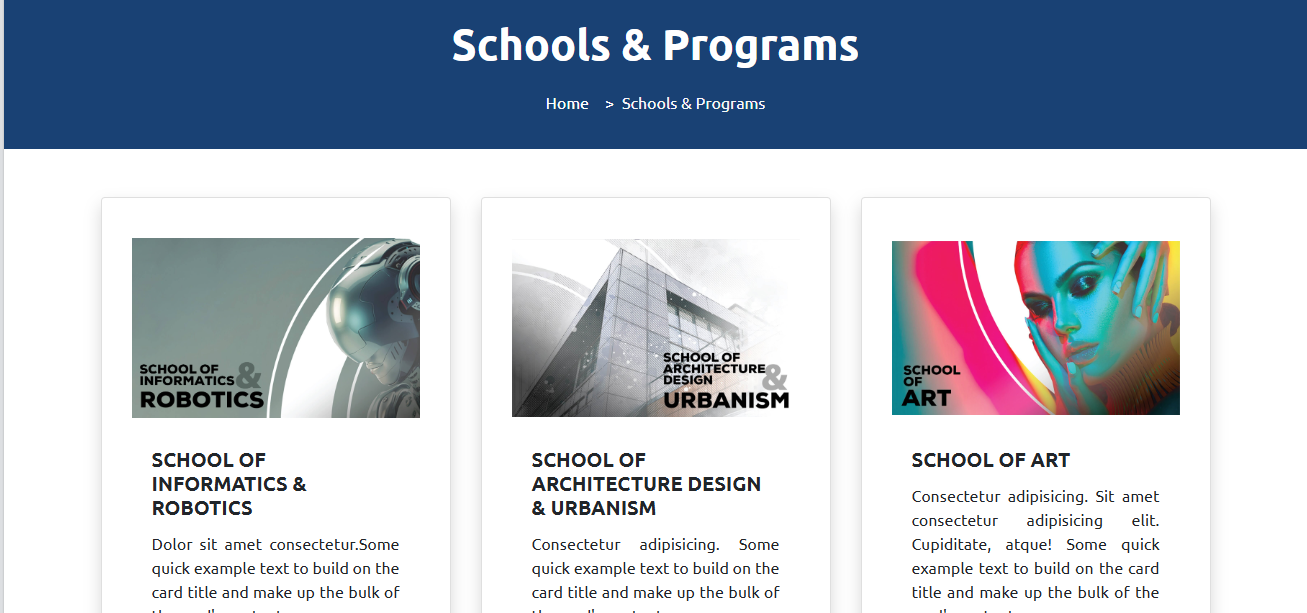 Schools & Programs
Home > Schools & Programs
SCHOOL OF
INFORMATICS &
ROBOTICS
SCHOOL OF
ARCHITECTURE
DESIGN &
URBANISM
SCHOOL
OF
ART
SCHOOL OF
INFORMATICS &
ROBOTICS
Dolor sit amet consectetur.Some
quick example text to build on the
card title and make up the bulk of
SCHOOL OF
ARCHITECTURE DESIGN
& URBANISM
Consectetur adipisicing. Some
quick example text to build on the
card title and make up the bulk of
SCHOOL OF ART
Consectetur adipisicing. Sit amet
consectetur adipisicing elit.
Cupiditate, atque! Some quick
example text to build on the card
title and make up the bulk of the